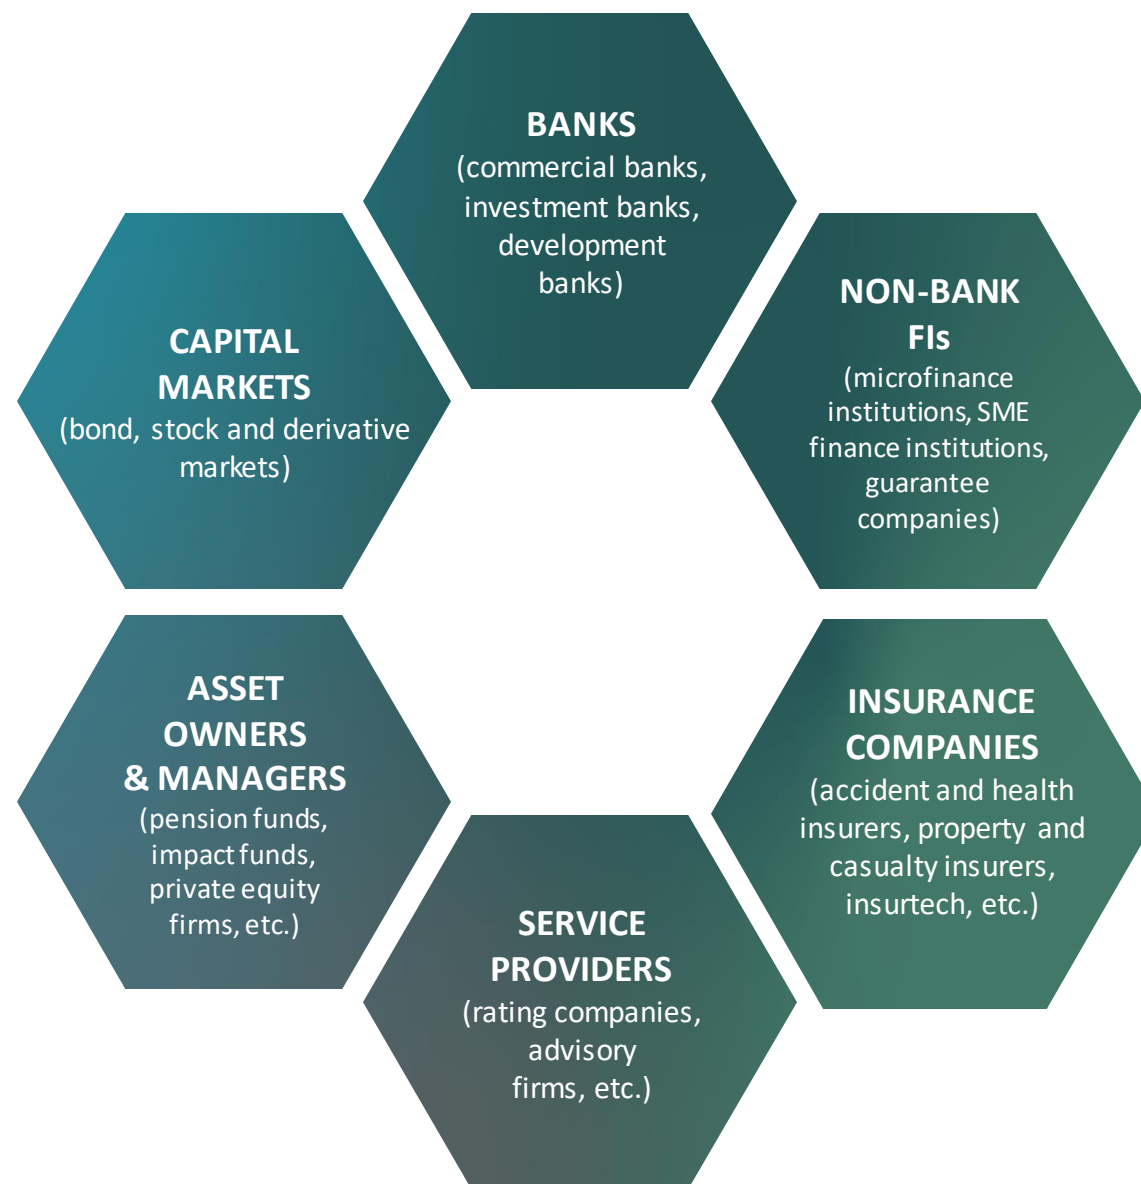 BANKS
(commercial banks,
investment banks,
development
banks)
NON-BANK
FIs
(microfinance
institutions, SME
finance institutions,
guarantee
companies)
INSURANCE
COMPANIES
(accident and health
insurers, property and
casualty insurers,
insurtech, etc.)
SERVICE
PROVIDERS
(rating companies,
advisory
firms, etc.)
ASSET
OWNERS
& MANAGERS
(pension funds,
impact funds,
private equity
firms, etc.)
CAPITAL
MARKETS
(bond, stock and derivative
markets)